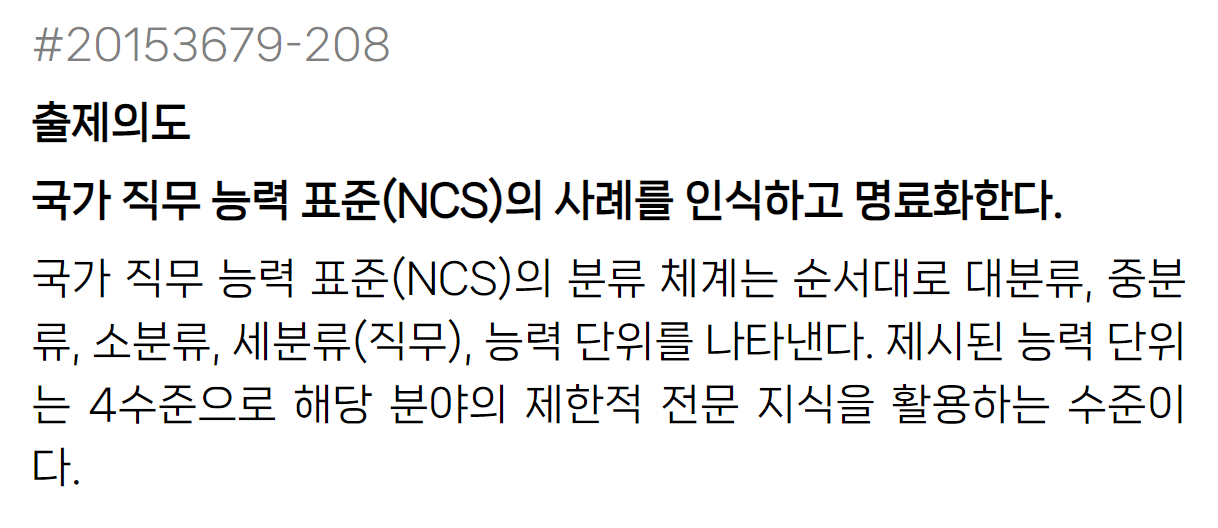 #20153679-208
출제의도
국가 직무 능력 표준(NCS)의 사례를 인식하고 명료화한다.
국가 직무 능력 표준(NCS)의 분류 체계는 순서대로 대분류, 중분
류, 소분류, 세분류(직무), 능력 단위를 나타낸다. 제시된 능력 단위
는 4수준으로 해당 분야의 제한적 전문 지식을 활용하는 수준이
다.